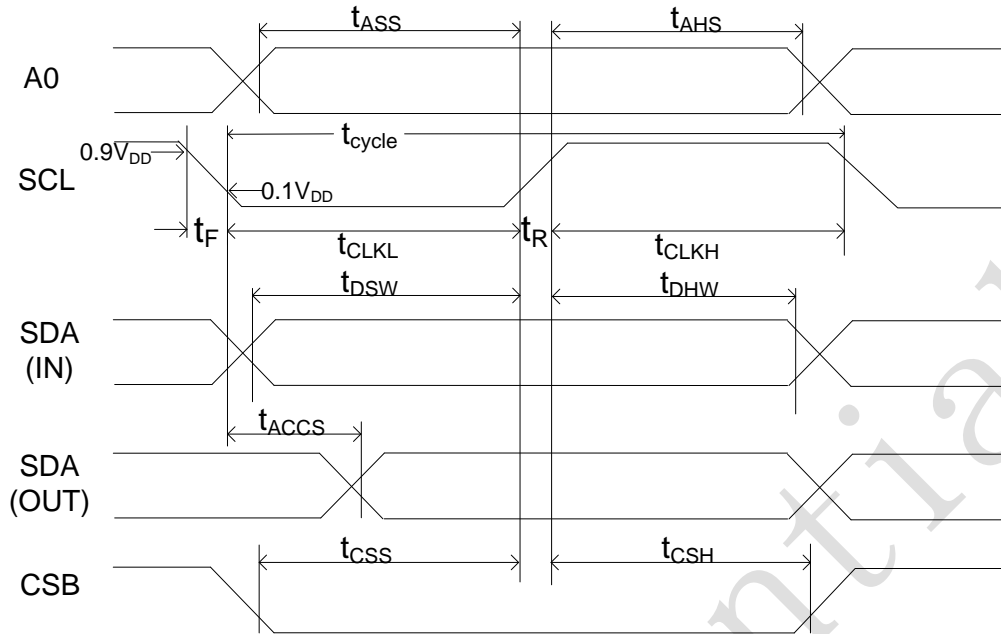 tASS
tAHS
A0
tcycle
0.9VDD
SCL
0.1VDD
tF
tCLKL
tR
tCLKH
tDSW
tDHW
SDA
(IN)
tACCS
SDA
(OUT)
tCSS
tCSH
CSB
ntia